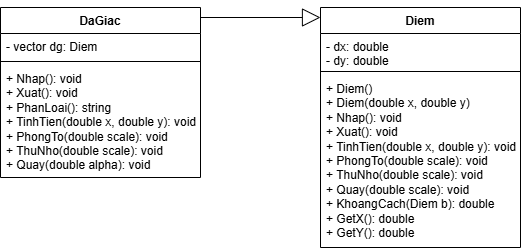 DaGiac
- vector dg: Diem
+ Nhap(): void
+ Xuat(): void
+ PhanLoai(): string
+ TinhTien(double x, double y): void
+ PhongTo(double scale): void
+ ThuNho(double scale): void
+ Quay(double alpha): void
Diem
- dx: double
- dy: double
+ Diem()
+ Diem(double x, double y)
+ Nhap(): void
+ Xuat(): void
+ TinhTien(double x, double y): void
+ PhongTo(double scale): void
+ ThuNho(double scale): void
+ Quay(double scale): void
+ KhoangCach(Diem b): double
+ GetX(): double
+ GetY(): double